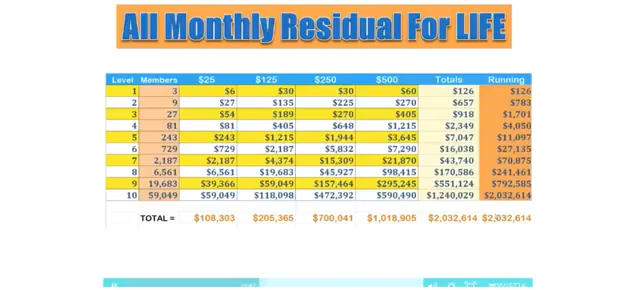 All Monthly Residual For LIFE
Level Members $25 $125 $250 $500 Totals Running
1 3 $6 $30 $30 $60 $126 $126
2 9 $27 $135 $225 $270 $657 $783
3 27 $54 $189 $270 $405 $918 $1,701
4 81 $81 $405 $648 $1,215 $2,349 $4,050
5 243 $243 $1,215 $1,944 $3,645 $7,047 $11,097
6 729 $729 $2,187 $5,832 $7,290 $16,038 $27,135
7 2,187 $2,187 $4,374 $15,309 $21,870 $43,740 $70,875
8 6,561 $6,561 $19,683 $45,927 $98,415 $170,586 $241,461
9 19,683 $39,366 $59,049 $157,464 $295,245 $551,124 $792,585
10 59,049 $59,049 $118,098 $472,392 $590,490 $1,240,029 $2,032,614
TOTAL = $108,303 $205,365 $700,041 $1,018,905 $2,032,614 $2,032,614